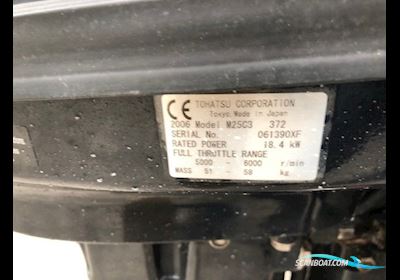 CE TOHATSU CORPORATION
Tokyo, Made in Japan
2006 Model M25C3 372
SERIAL No. 061390XF
RATED POWER 18.4 kW
FULL THROTTLE RANGE
5000 - 6000 r/min
MASS 51 - 58 kg
SCANBOAT.COM